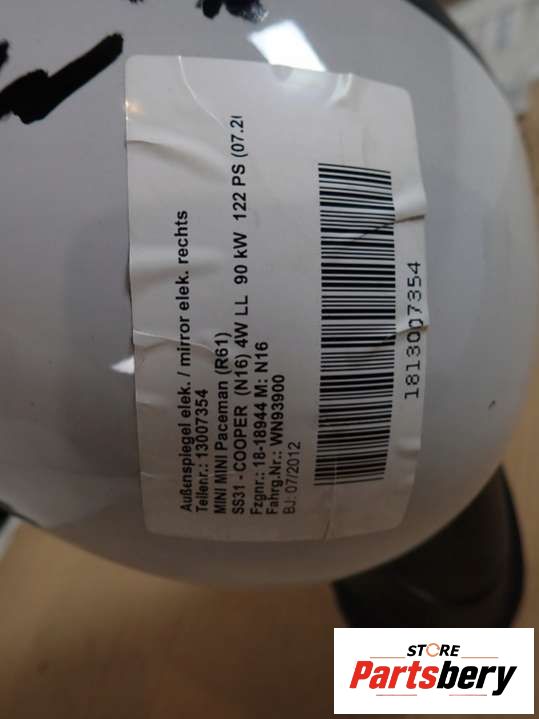 Außenspiegel elek. / mirror elek. rechts
Teilenr.: 13007354
MINI MINI Paceman (R61)
SS31 - COOPER (N16) 4W LL 90 kW 122 PS (07.20
Fzgnr.: 18-18944 M: N16
Fahrg.Nr.: WN93900
BJ: 07/2012
1813007354
STORE
Partsbery